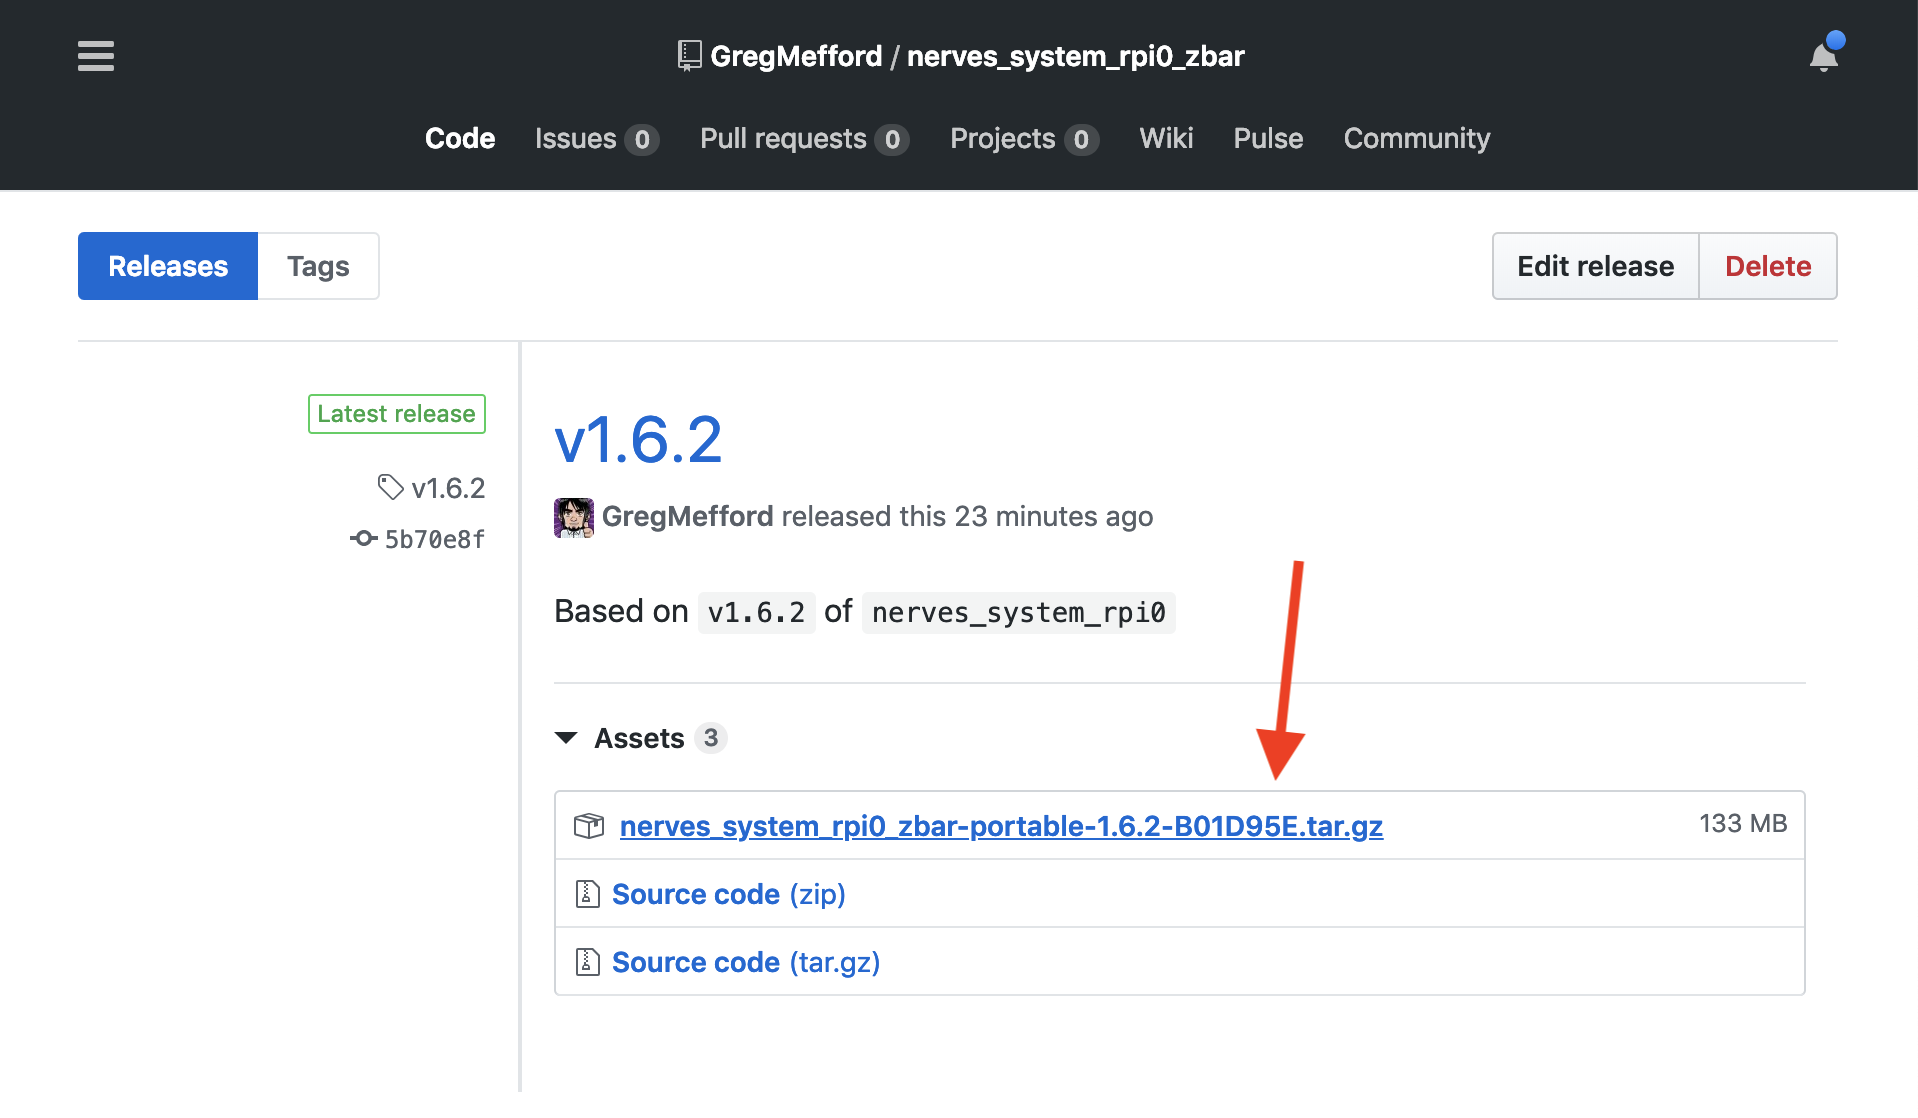 GregMefford / nerves_system_rpi0_zbar
Code Issues 0 Pull requests 0 Projects 0 Wiki Pulse Community
Releases Tags Edit release Delete
Latest release
v1.6.2
5b70e8f
v1.6.2
GregMefford released this 23 minutes ago
Based on v1.6.2 of nerves_system_rpi0
Assets 3
nerves_system_rpi0_zbar-portable-1.6.2-B01D95E.tar.gz 133 MB
Source code (zip)
Source code (tar.gz)